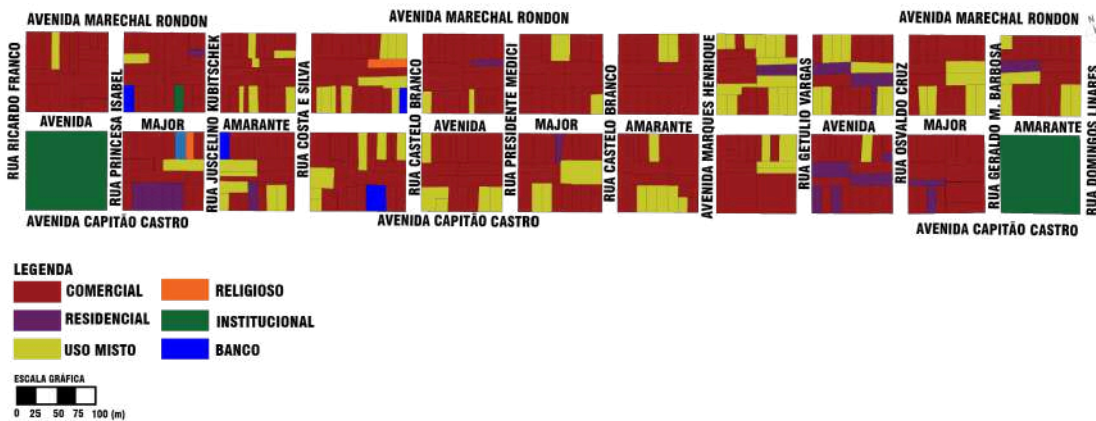 AVENIDA MARECHAL RONDON
AVENIDA MARECHAL RONDON
AVENIDA MARECHAL RONDON
N
RUA RICARDO FRANCO
RUA PRINCESA ISABEL
RUA JUSCELINO KUBITSCHEK
RUA COSTA E SILVA
RUA CASTELO BRANCO
RUA PRESIDENTE MEDICI
RUA CASTELO BRANCO
AVENIDA MARQUES HENRIQUE
RUA GETULIO VARGAS
RUA OSVALDO CRUZ
RUA GERALDO M. BARBOSA
RUA DOMINGOS LINARES
AVENIDA MAJOR AMARANTE AVENIDA MAJOR AMARANTE AVENIDA MAJOR AMARANTE
AVENIDA CAPITÃO CASTRO
AVENIDA CAPITÃO CASTRO
AVENIDA CAPITÃO CASTRO
LEGENDA
COMERCIAL RELIGIOSO
RESIDENCIAL INSTITUCIONAL
USO MISTO BANCO
ESCALA GRÁFICA
0 25 50 75 100 (m)